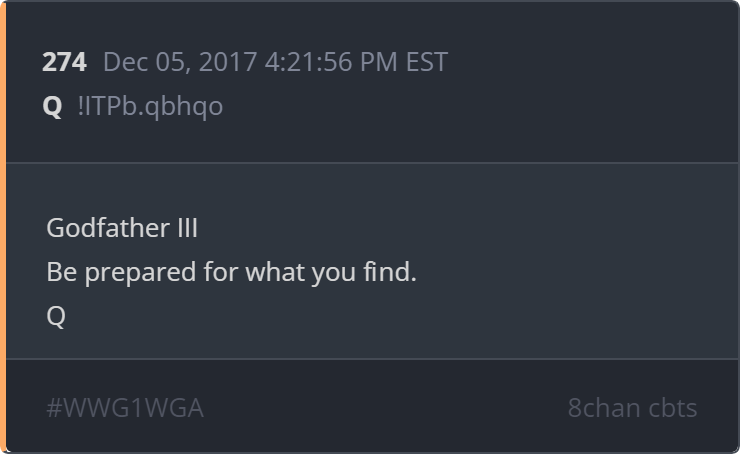 274 Dec 05, 2017 4:21:56 PM EST
Q !ITPb.qbhqo
Godfather III
Be prepared for what you find.
Q
#WWG1WGA 8chan cbts